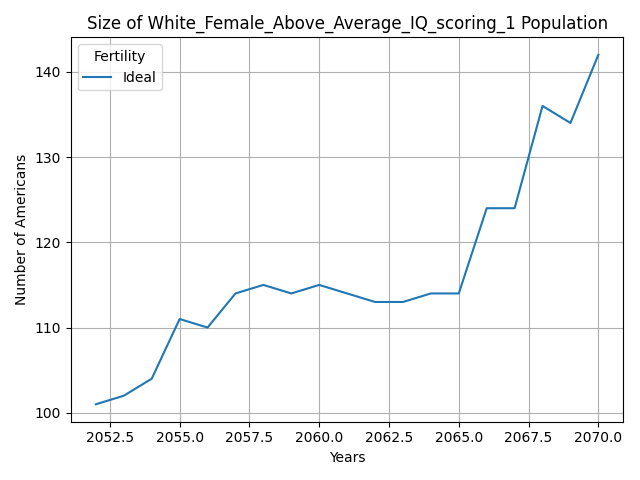 Size of White_Female_Above_Average_IQ_scoring_1 Population
Fertility
Ideal
Number of Americans
140
130
120
110
100
2052.5 2055.0 2057.5 2060.0 2062.5 2065.0 2067.5 2070.0
Years